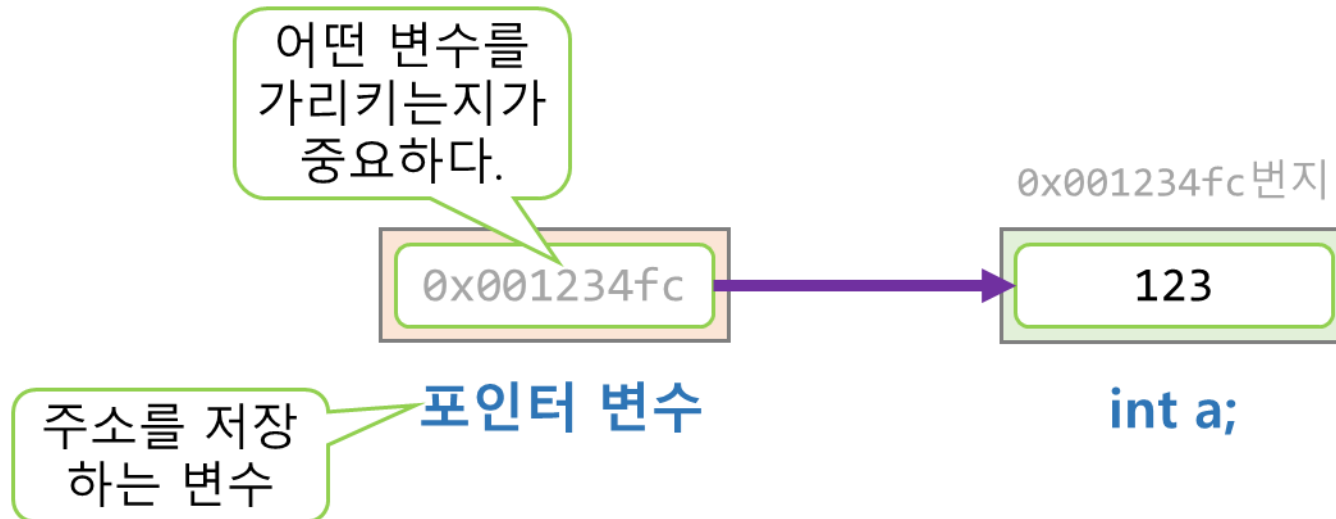 어떤 변수를
가리키는지가
중요하다.
0x001234fc번지
0x001234fc
123
포인터 변수
int a;
주소를 저장
하는 변수